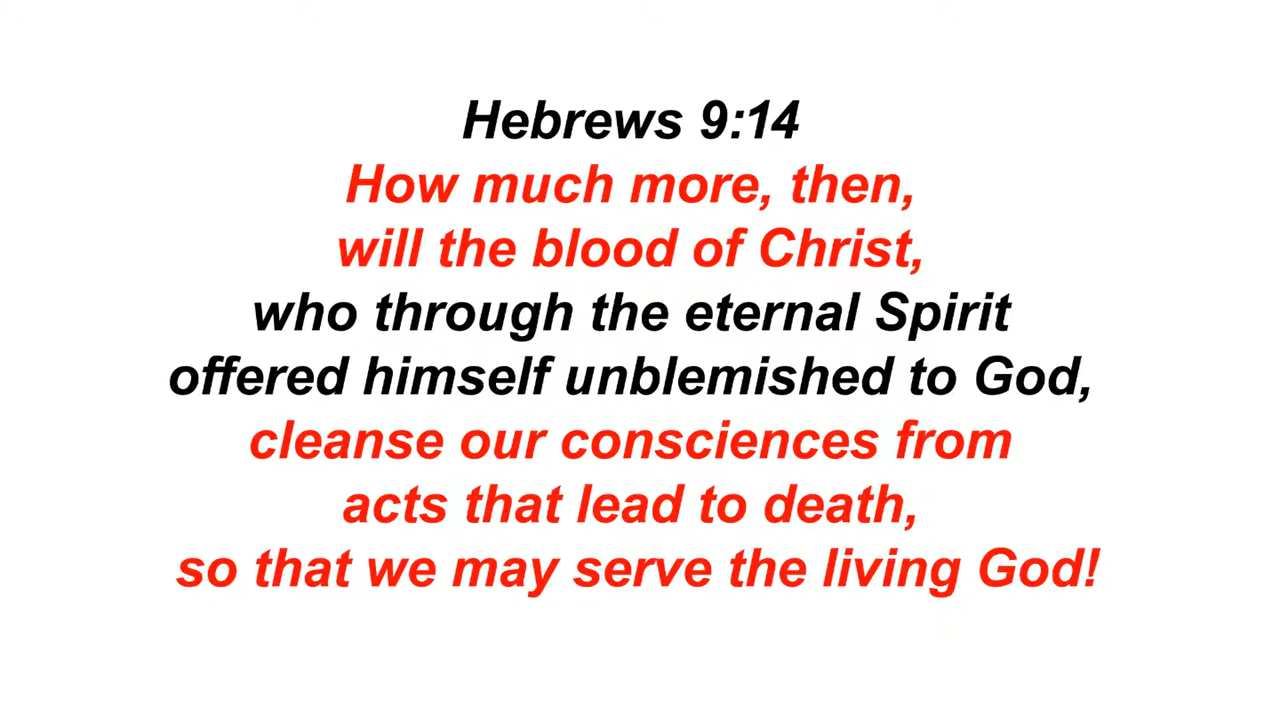 Hebrews 9:14
How much more, then,
will the blood of Christ,
who through the eternal Spirit
offered himself unblemished to God,
cleanse our consciences from
acts that lead to death,
so that we may serve the living God!